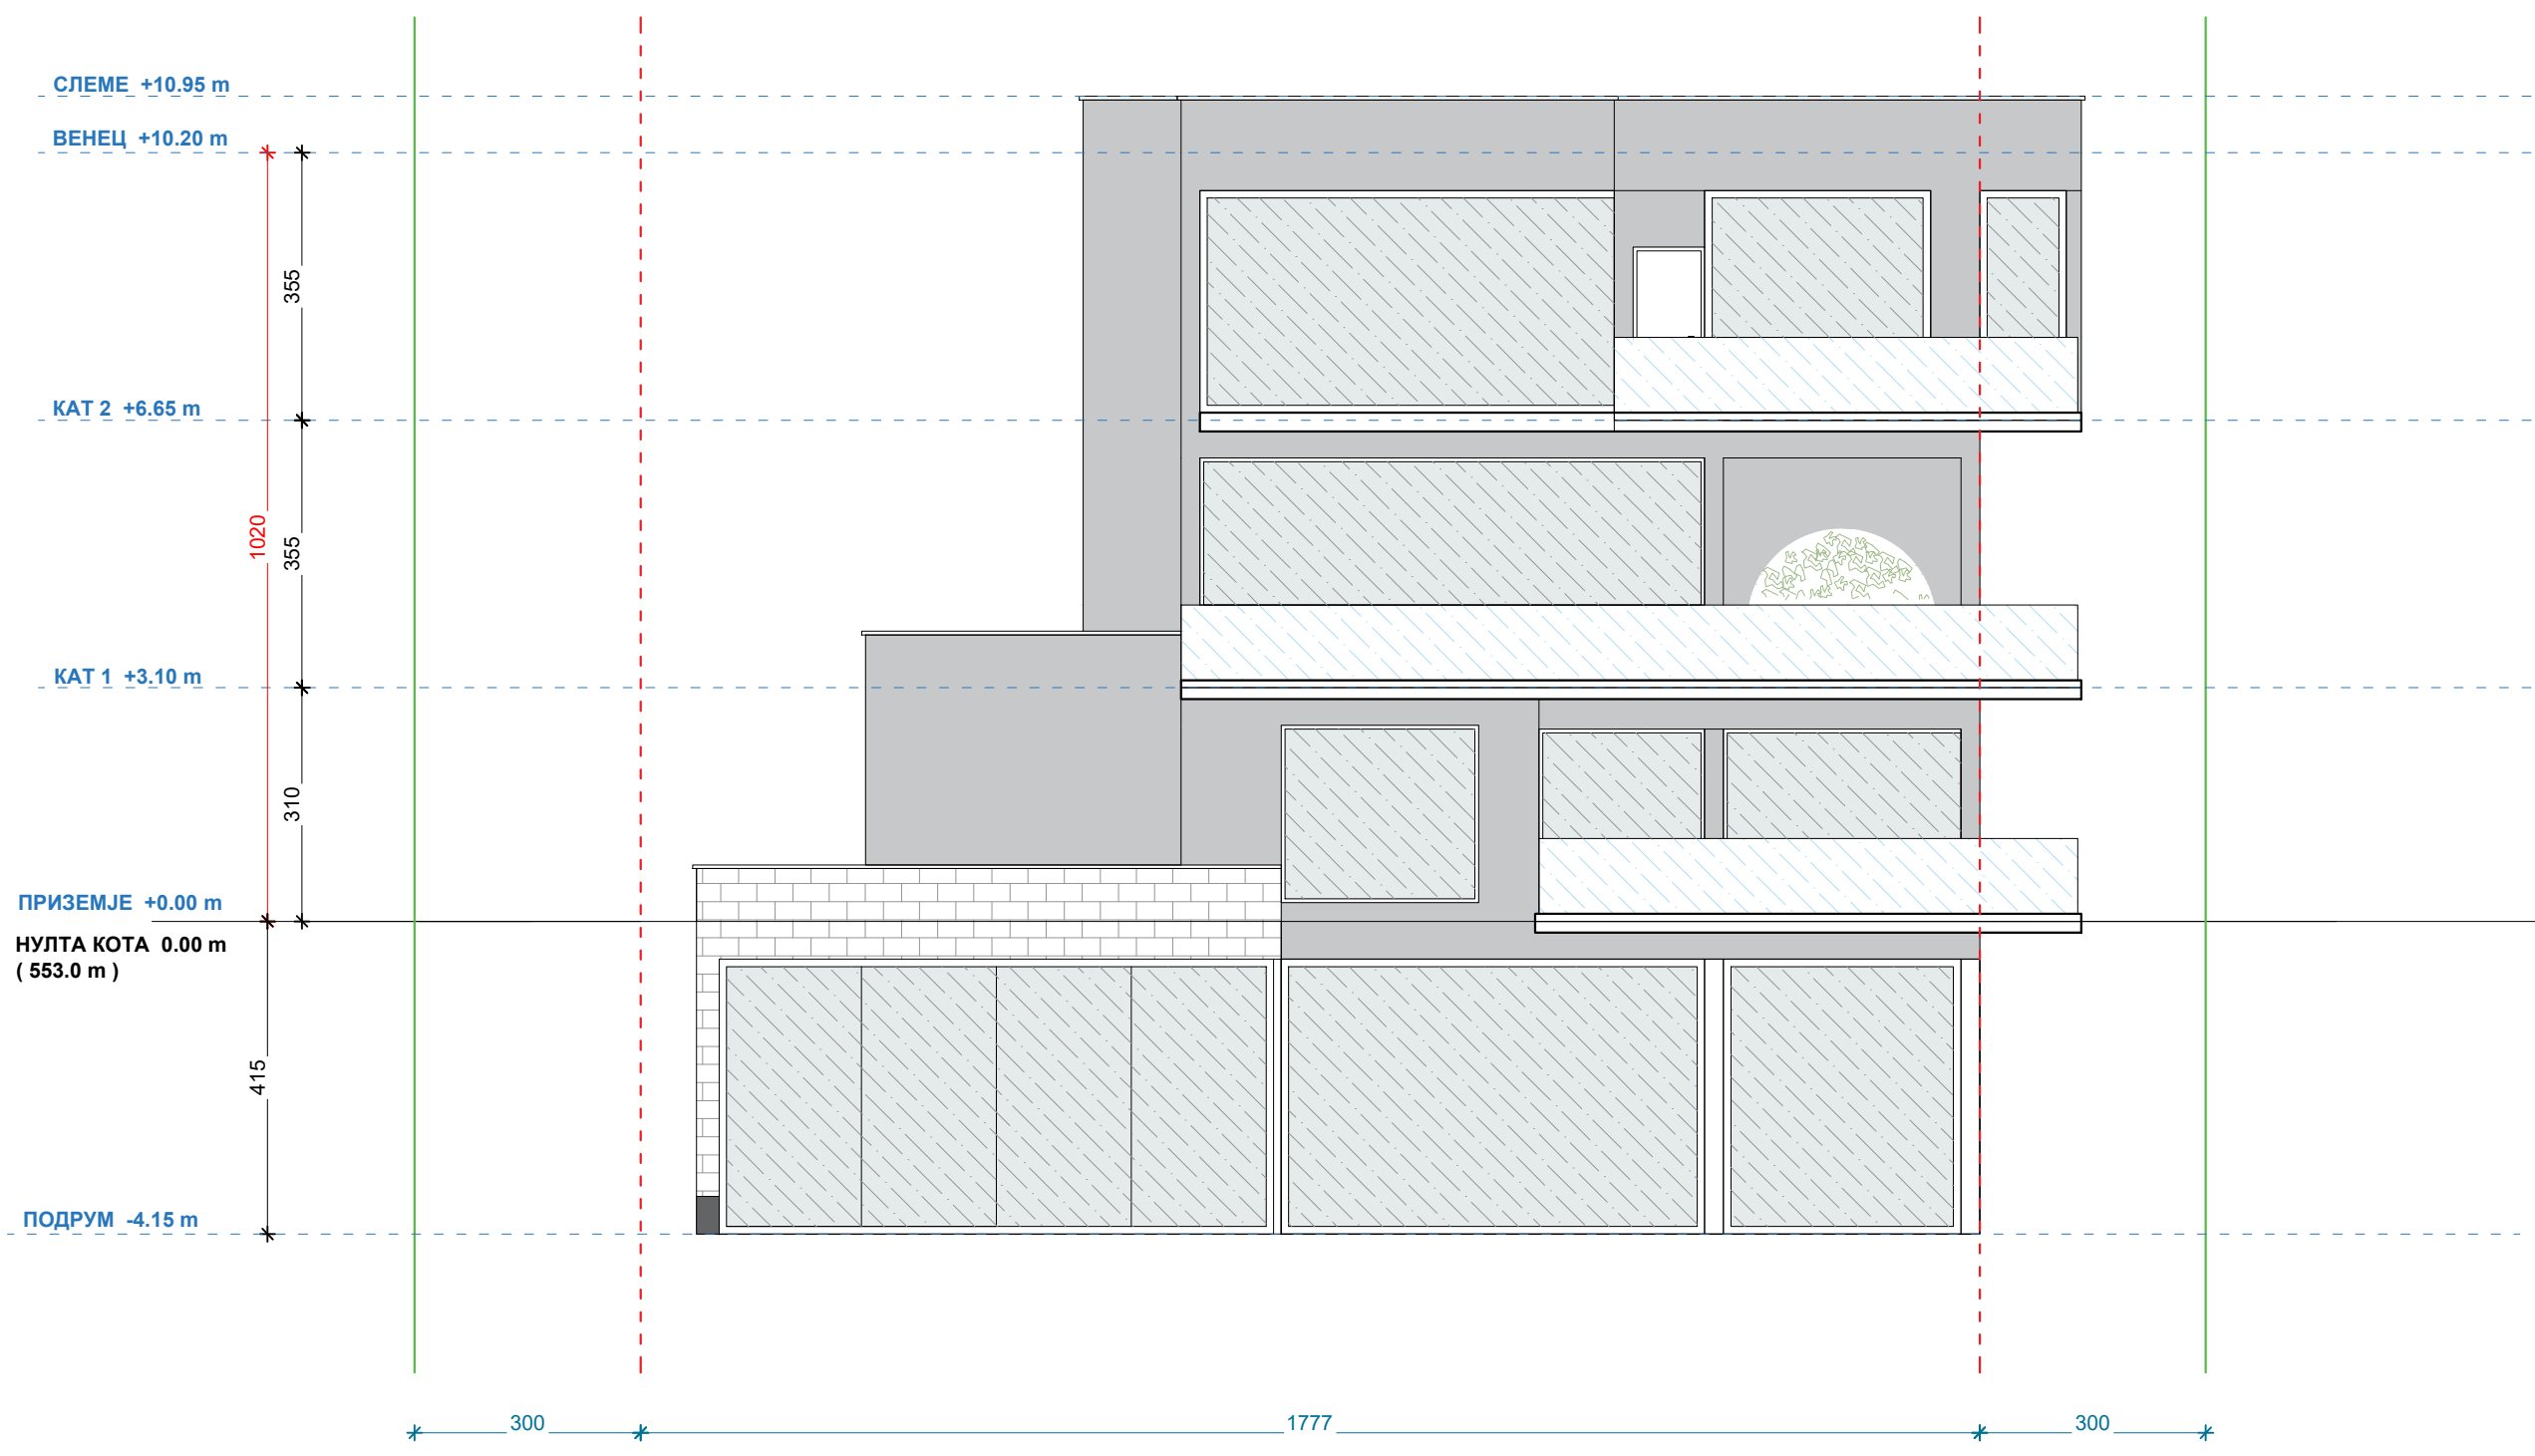 СЛЕМЕ +10.95 m
ВЕНЕЦ +10.20 m
355
КАТ 2 +6.65 m
1020
355
КАТ 1 +3.10 m
310
ПРИЗЕМЈЕ +0.00 m
НУЛТА КОТА 0.00 m
( 553.0 m )
415
ПОДРУМ -4.15 m
300
1777
300